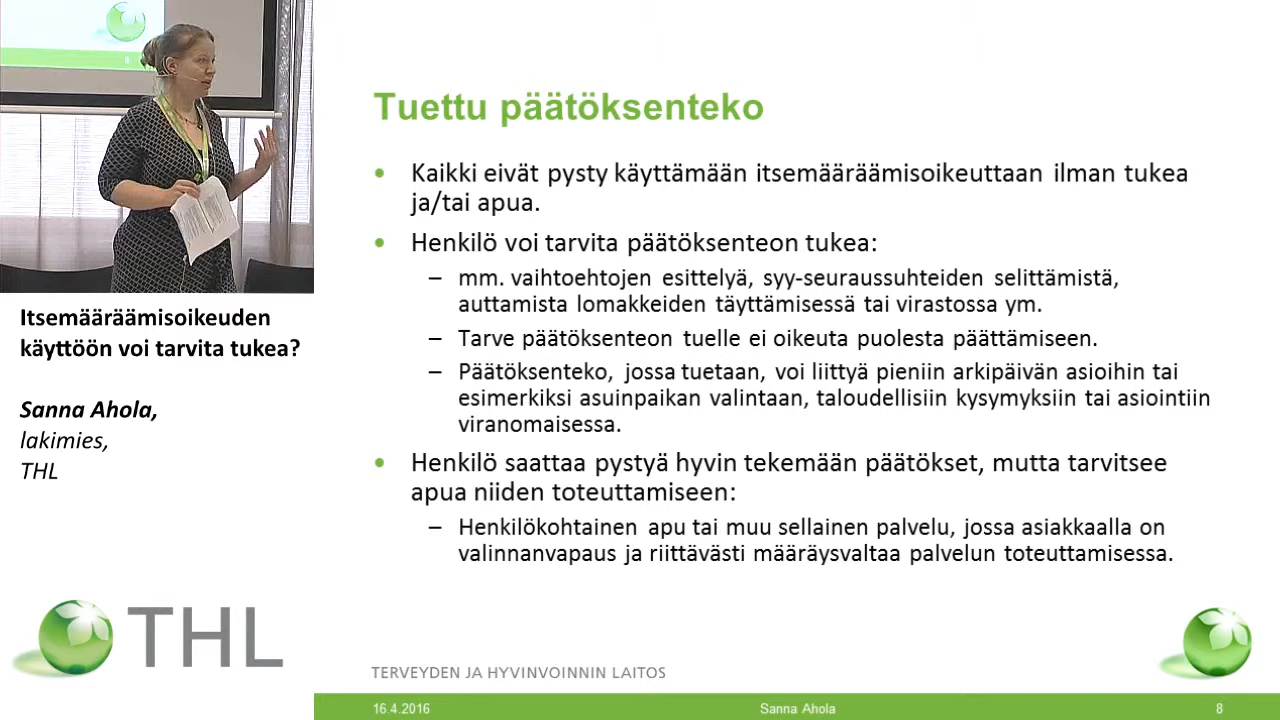 Tuettu päätöksenteko
• Kaikki eivät pysty käyttämään itsemääräämisoikeuttaan ilman tukea
ja/tai apua.
• Henkilö voi tarvita päätöksenteon tukea:
– mm. vaihtoehtojen esittelyä, syy-seuraussuhteiden selittämistä,
auttamista lomakkeiden täyttämisessä tai virastossa ym.
– Tarve päätöksenteon tuelle ei oikeuta puolesta päättämiseen.
– Päätöksenteko, jossa tuetaan, voi liittyä pieniin arkipäivän asioihin tai
esimerkiksi asuinpaikan valintaan, taloudellisiin kysymyksiin tai asiointiin
viranomaisessa.
• Henkilö saattaa pystyä hyvin tekemään päätökset, mutta tarvitsee
apua niiden toteuttamiseen:
– Henkilökohtainen apu tai muu sellainen palvelu, jossa asiakkaalla on
valinnanvapaus ja riittävästi määräysvaltaa palvelun toteuttamisessa.
Itsemääräämisoikeuden
käyttöön voi tarvita tukea?
Sanna Ahola,
lakimies,
THL
THL
TERVEYDEN JA HYVINVOINNIN LAITOS
16.4.2016
Sanna Ahola
8